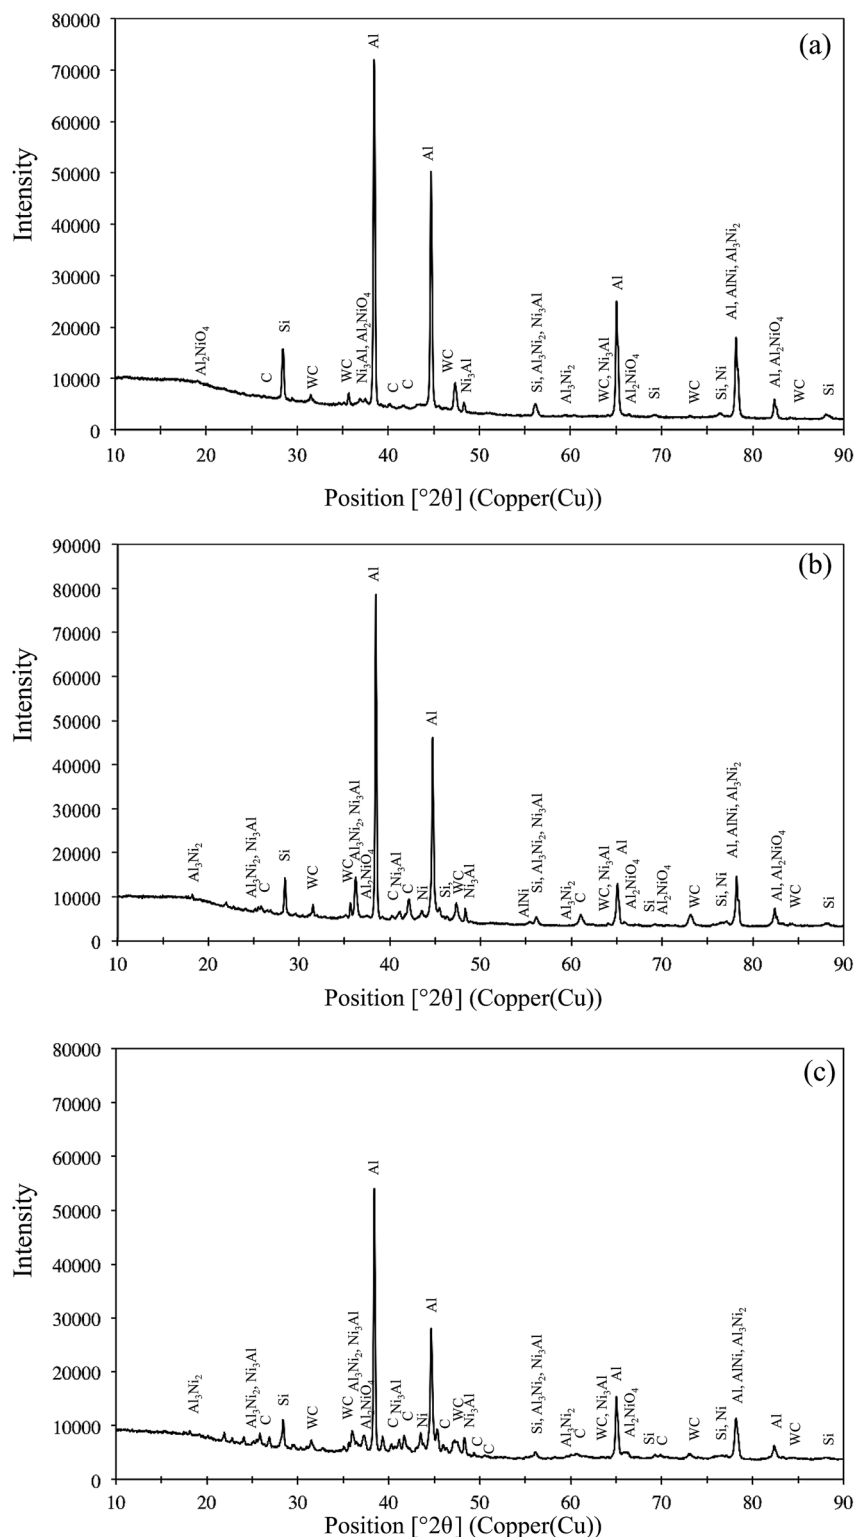 (a)
80000
70000
60000
50000
40000
30000
20000
10000
0
Intensity
Al₂NiO₄
C
Si
WC
WC
Ni₃Al, Al₂NiO₄
Al
C
C
Al
WC
Ni₃Al
Si, Al₃Ni₂, Ni₃Al
Al₃Ni₂
WC, Ni₃Al
Al
Al₂NiO₄
Si
WC
Si, Ni
Al, AlNi, Al₃Ni₂
Al, Al₂NiO₄
WC
Si
10 20 30 40 50 60 70 80 90
Position [°2θ] (Copper(Cu))
(b)
90000
80000
70000
60000
50000
40000
30000
20000
10000
0
Intensity
Al₃Ni₂
Al₃Ni₂, Ni₃Al
C
Si
WC
WC
Al₃Ni₂, Ni₃Al
Al₂NiO₄
Al
C
Ni₃Al
C
Ni
Al
Si
WC
Ni₃Al
AlNi
Si, Al₃Ni₂, Ni₃Al
Al₃Ni₂
C
WC, Ni₃Al
Al
Al₂NiO₄
Si
Al₂NiO₄
WC
Si, Ni
Al, AlNi, Al₃Ni₂
Al, Al₂NiO₄
WC
Si
10 20 30 40 50 60 70 80 90
Position [°2θ] (Copper(Cu))
(c)
80000
70000
60000
50000
40000
30000
20000
10000
0
Intensity
Al₃Ni₂
Al₃Ni₂, Ni₃Al
C
Si
WC
WC
Al₃Ni₂, Ni₃Al
Al₂NiO₄
Al
C
Ni₃Al
C
Ni
Al
C
WC
Ni₃Al
C
C
Si, Al₃Ni₂, Ni₃Al
Al₃Ni₂
C
WC, Ni₃Al
Al
Al₂NiO₄
Si
C
WC
Si, Ni
Al, AlNi, Al₃Ni₂
Al
WC
Si
10 20 30 40 50 60 70 80 90
Position [°2θ] (Copper(Cu))